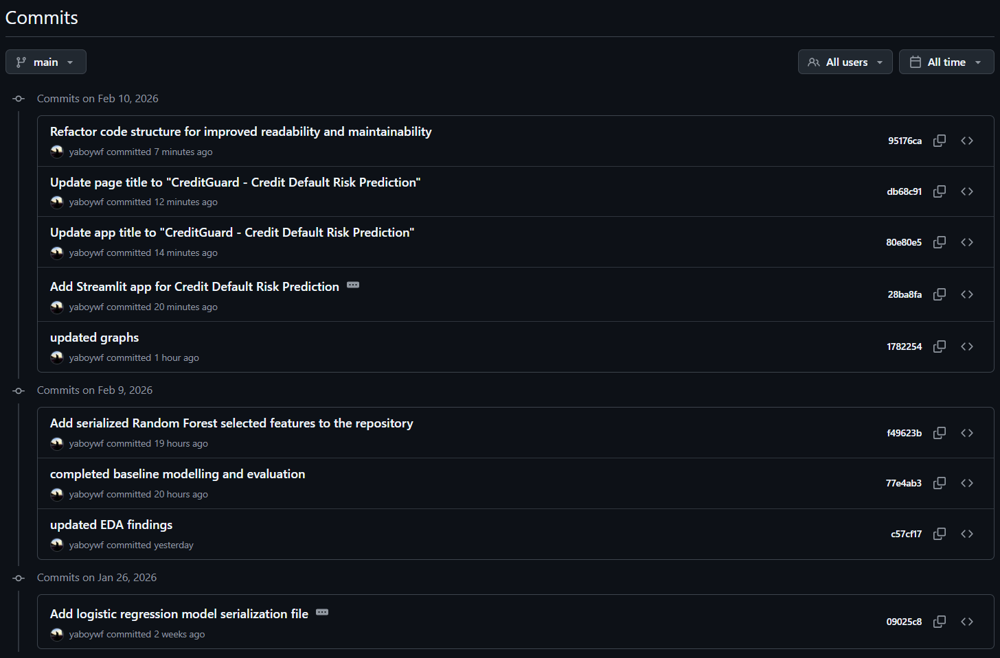 Commits
main
All users
All time
Commits on Feb 10, 2026
Refactor code structure for improved readability and maintainability
95176ca
yaboywf committed 7 minutes ago
Update page title to "CreditGuard - Credit Default Risk Prediction"
db68c91
yaboywf committed 12 minutes ago
Update app title to "CreditGuard - Credit Default Risk Prediction"
80e80e5
yaboywf committed 14 minutes ago
Add Streamlit app for Credit Default Risk Prediction
28ba8fa
yaboywf committed 20 minutes ago
updated graphs
1782254
yaboywf committed 1 hour ago
Commits on Feb 9, 2026
Add serialized Random Forest selected features to the repository
f49623b
yaboywf committed 19 hours ago
completed baseline modelling and evaluation
77e4ab3
yaboywf committed 20 hours ago
updated EDA findings
c57cf17
yaboywf committed yesterday
Commits on Jan 26, 2026
Add logistic regression model serialization file
09025c8
yaboywf committed 2 weeks ago